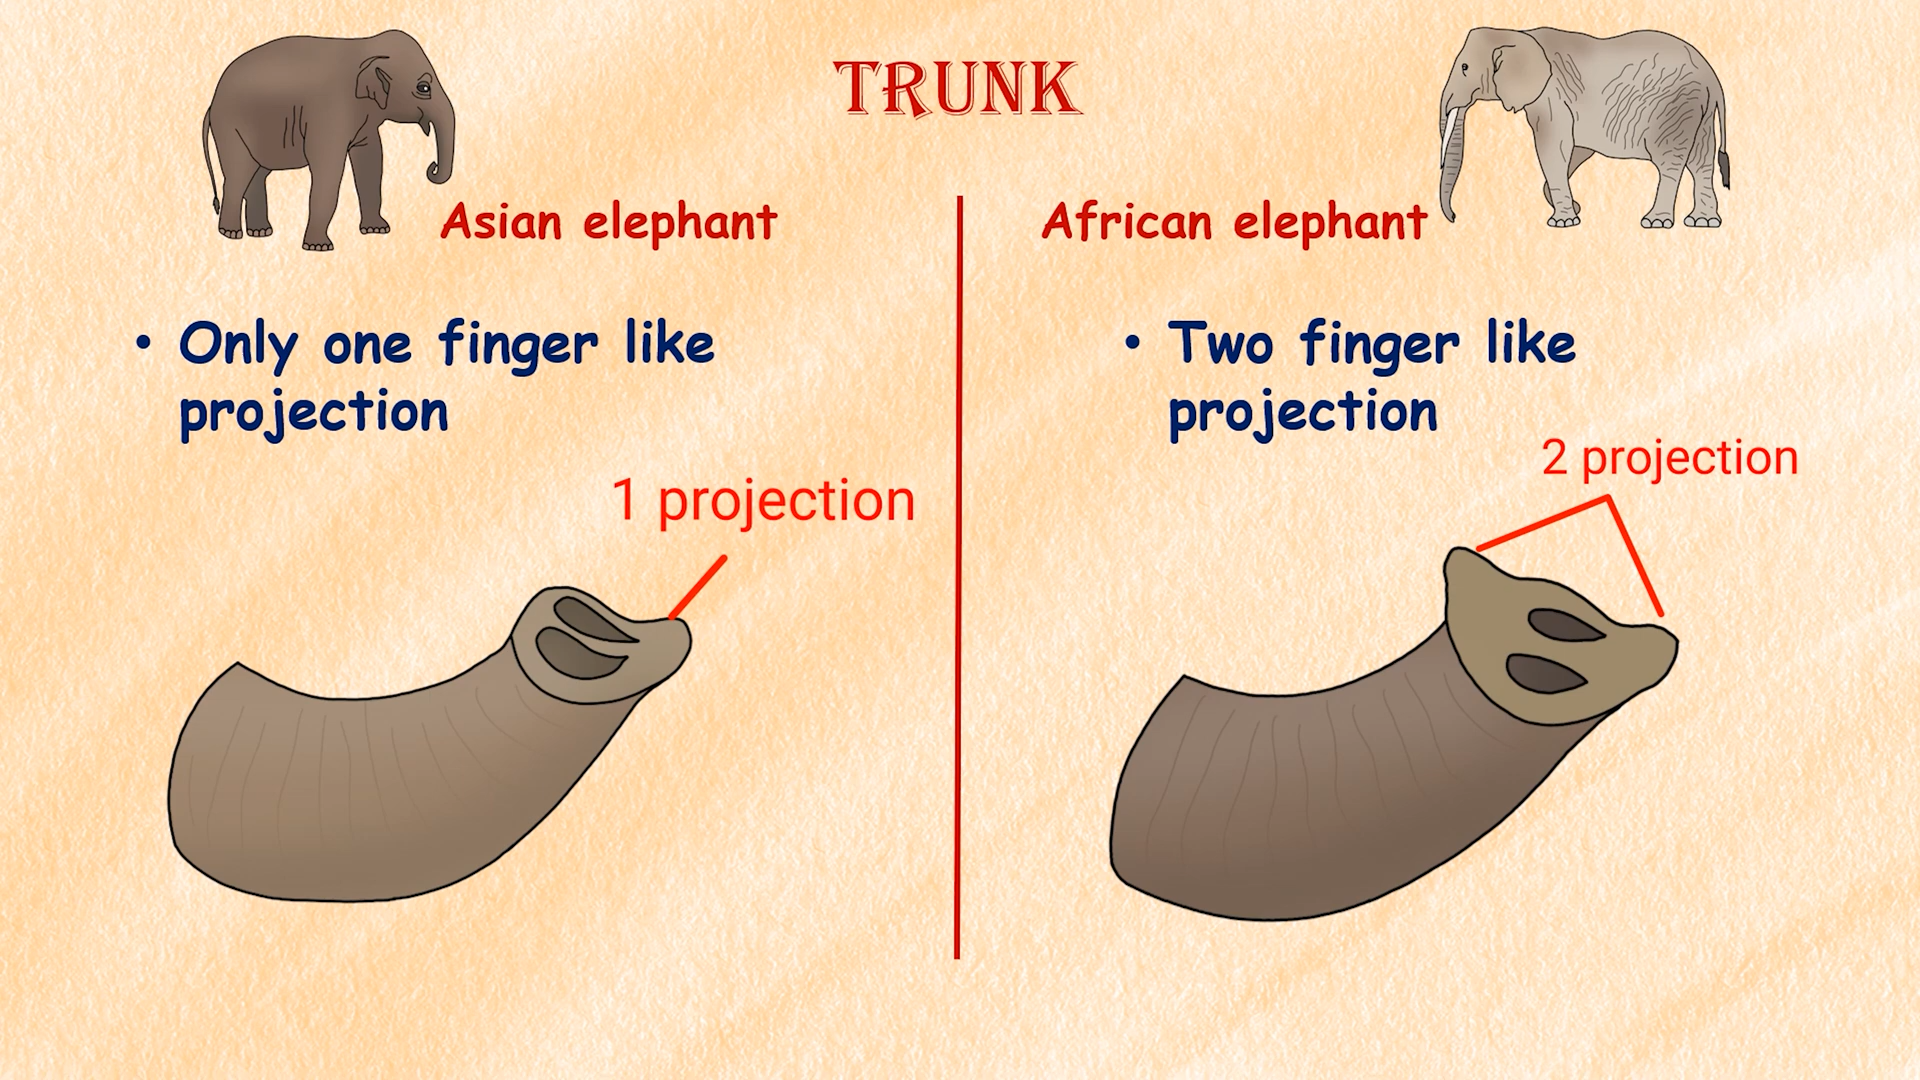 TRUNK
Asian elephant
• Only one finger like
projection
1 projection
African elephant
• Two finger like
projection
2 projection